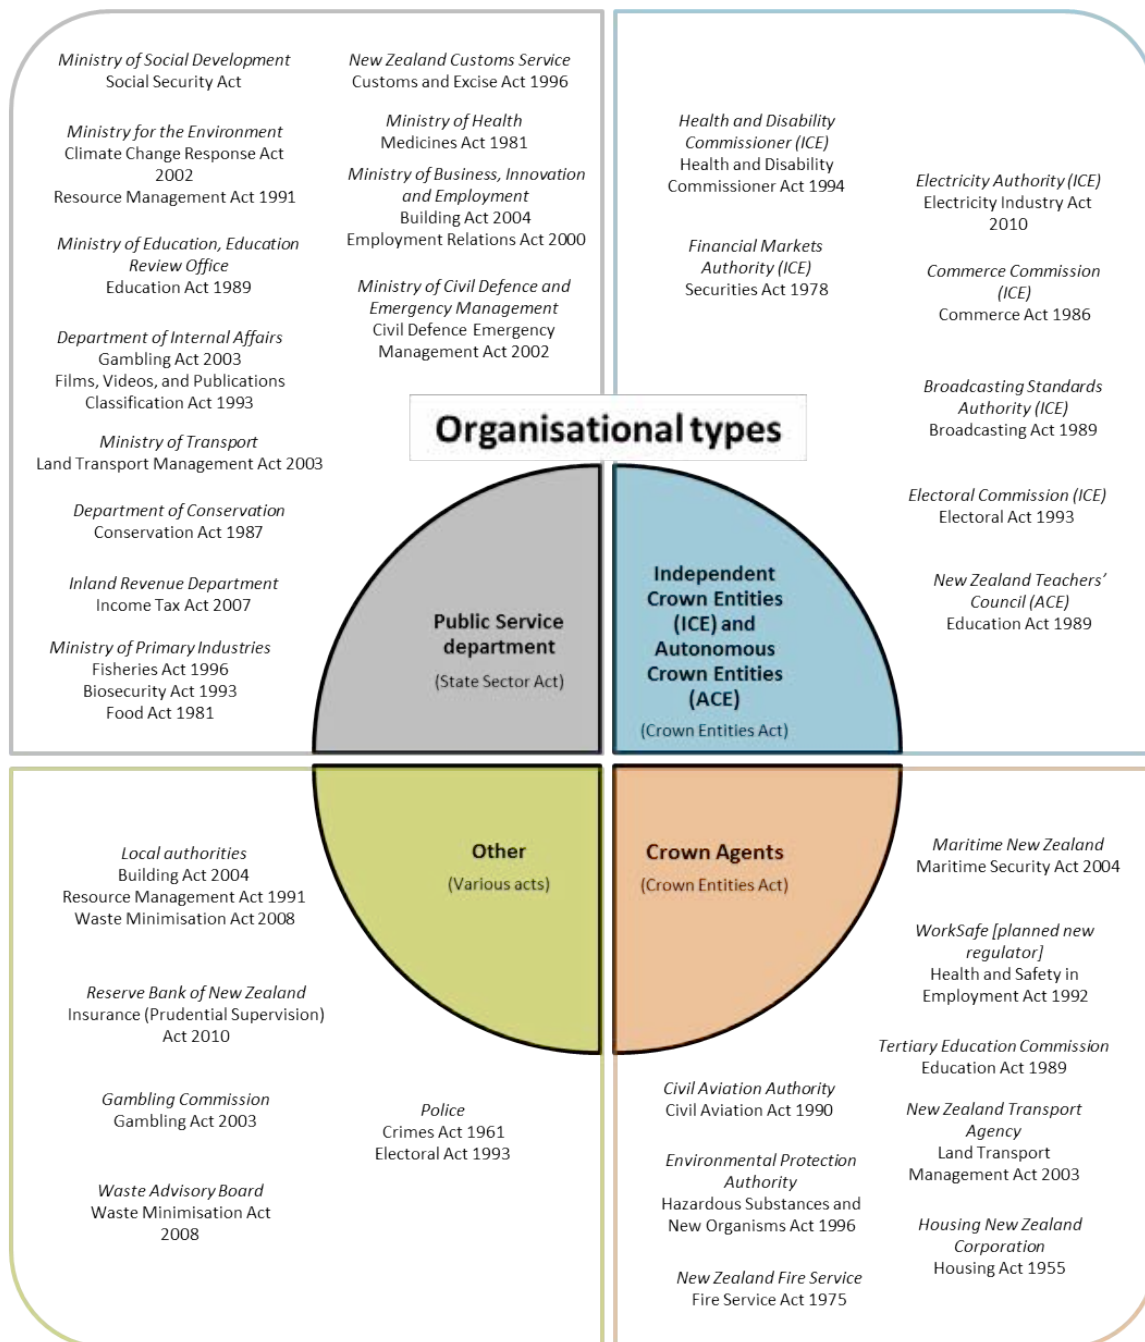 Ministry of Social Development
Social Security Act
Ministry for the Environment
Climate Change Response Act
2002
Resource Management Act 1991
Ministry of Education, Education
Review Office
Education Act 1989
Department of Internal Affairs
Gambling Act 2003
Films, Videos, and Publications
Classification Act 1993
Ministry of Transport
Land Transport Management Act 2003
Department of Conservation
Conservation Act 1987
Inland Revenue Department
Income Tax Act 2007
Ministry of Primary Industries
Fisheries Act 1996
Biosecurity Act 1993
Food Act 1981
New Zealand Customs Service
Customs and Excise Act 1996
Ministry of Health
Medicines Act 1981
Ministry of Business, Innovation
and Employment
Building Act 2004
Employment Relations Act 2000
Ministry of Civil Defence and
Emergency Management
Civil Defence Emergency
Management Act 2002
Health and Disability
Commissioner (ICE)
Health and Disability
Commissioner Act 1994
Financial Markets
Authority (ICE)
Securities Act 1978
Electricity Authority (ICE)
Electricity Industry Act
2010
Commerce Commission
(ICE)
Commerce Act 1986
Broadcasting Standards
Authority (ICE)
Broadcasting Act 1989
Electoral Commission (ICE)
Electoral Act 1993
New Zealand Teachers'
Council (ACE)
Education Act 1989
Organisational types
Public Service
department
(State Sector Act)
Independent
Crown Entities
(ICE) and
Autonomous
Crown Entities
(ACE)
(Crown Entities Act)
Other
(Various acts)
Crown Agents
(Crown Entities Act)
Local authorities
Building Act 2004
Resource Management Act 1991
Waste Minimisation Act 2008
Reserve Bank of New Zealand
Insurance (Prudential Supervision)
Act 2010
Gambling Commission
Gambling Act 2003
Waste Advisory Board
Waste Minimisation Act
2008
Police
Crimes Act 1961
Electoral Act 1993
Civil Aviation Authority
Civil Aviation Act 1990
Environmental Protection
Authority
Hazardous Substances and
New Organisms Act 1996
New Zealand Fire Service
Fire Service Act 1975
Maritime New Zealand
Maritime Security Act 2004
WorkSafe [planned new
regulator]
Health and Safety in
Employment Act 1992
Tertiary Education Commission
Education Act 1989
New Zealand Transport
Agency
Land Transport
Management Act 2003
Housing New Zealand
Corporation
Housing Act 1955